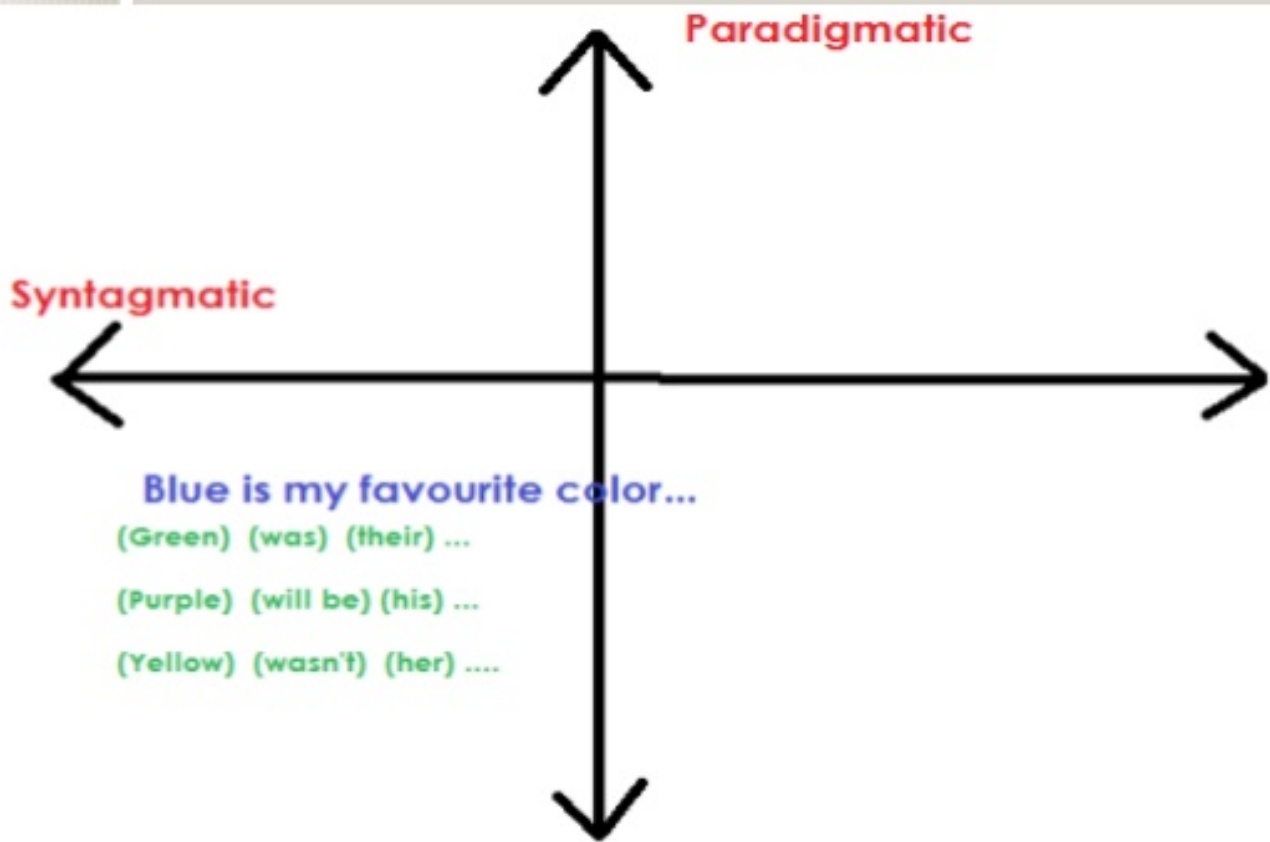 Paradigmatic
Syntagmatic
Blue is my favourite color...
(Green) (was) (their) ...
(Purple) (will be) (his) ...
(Yellow) (wasn't) (her) ....